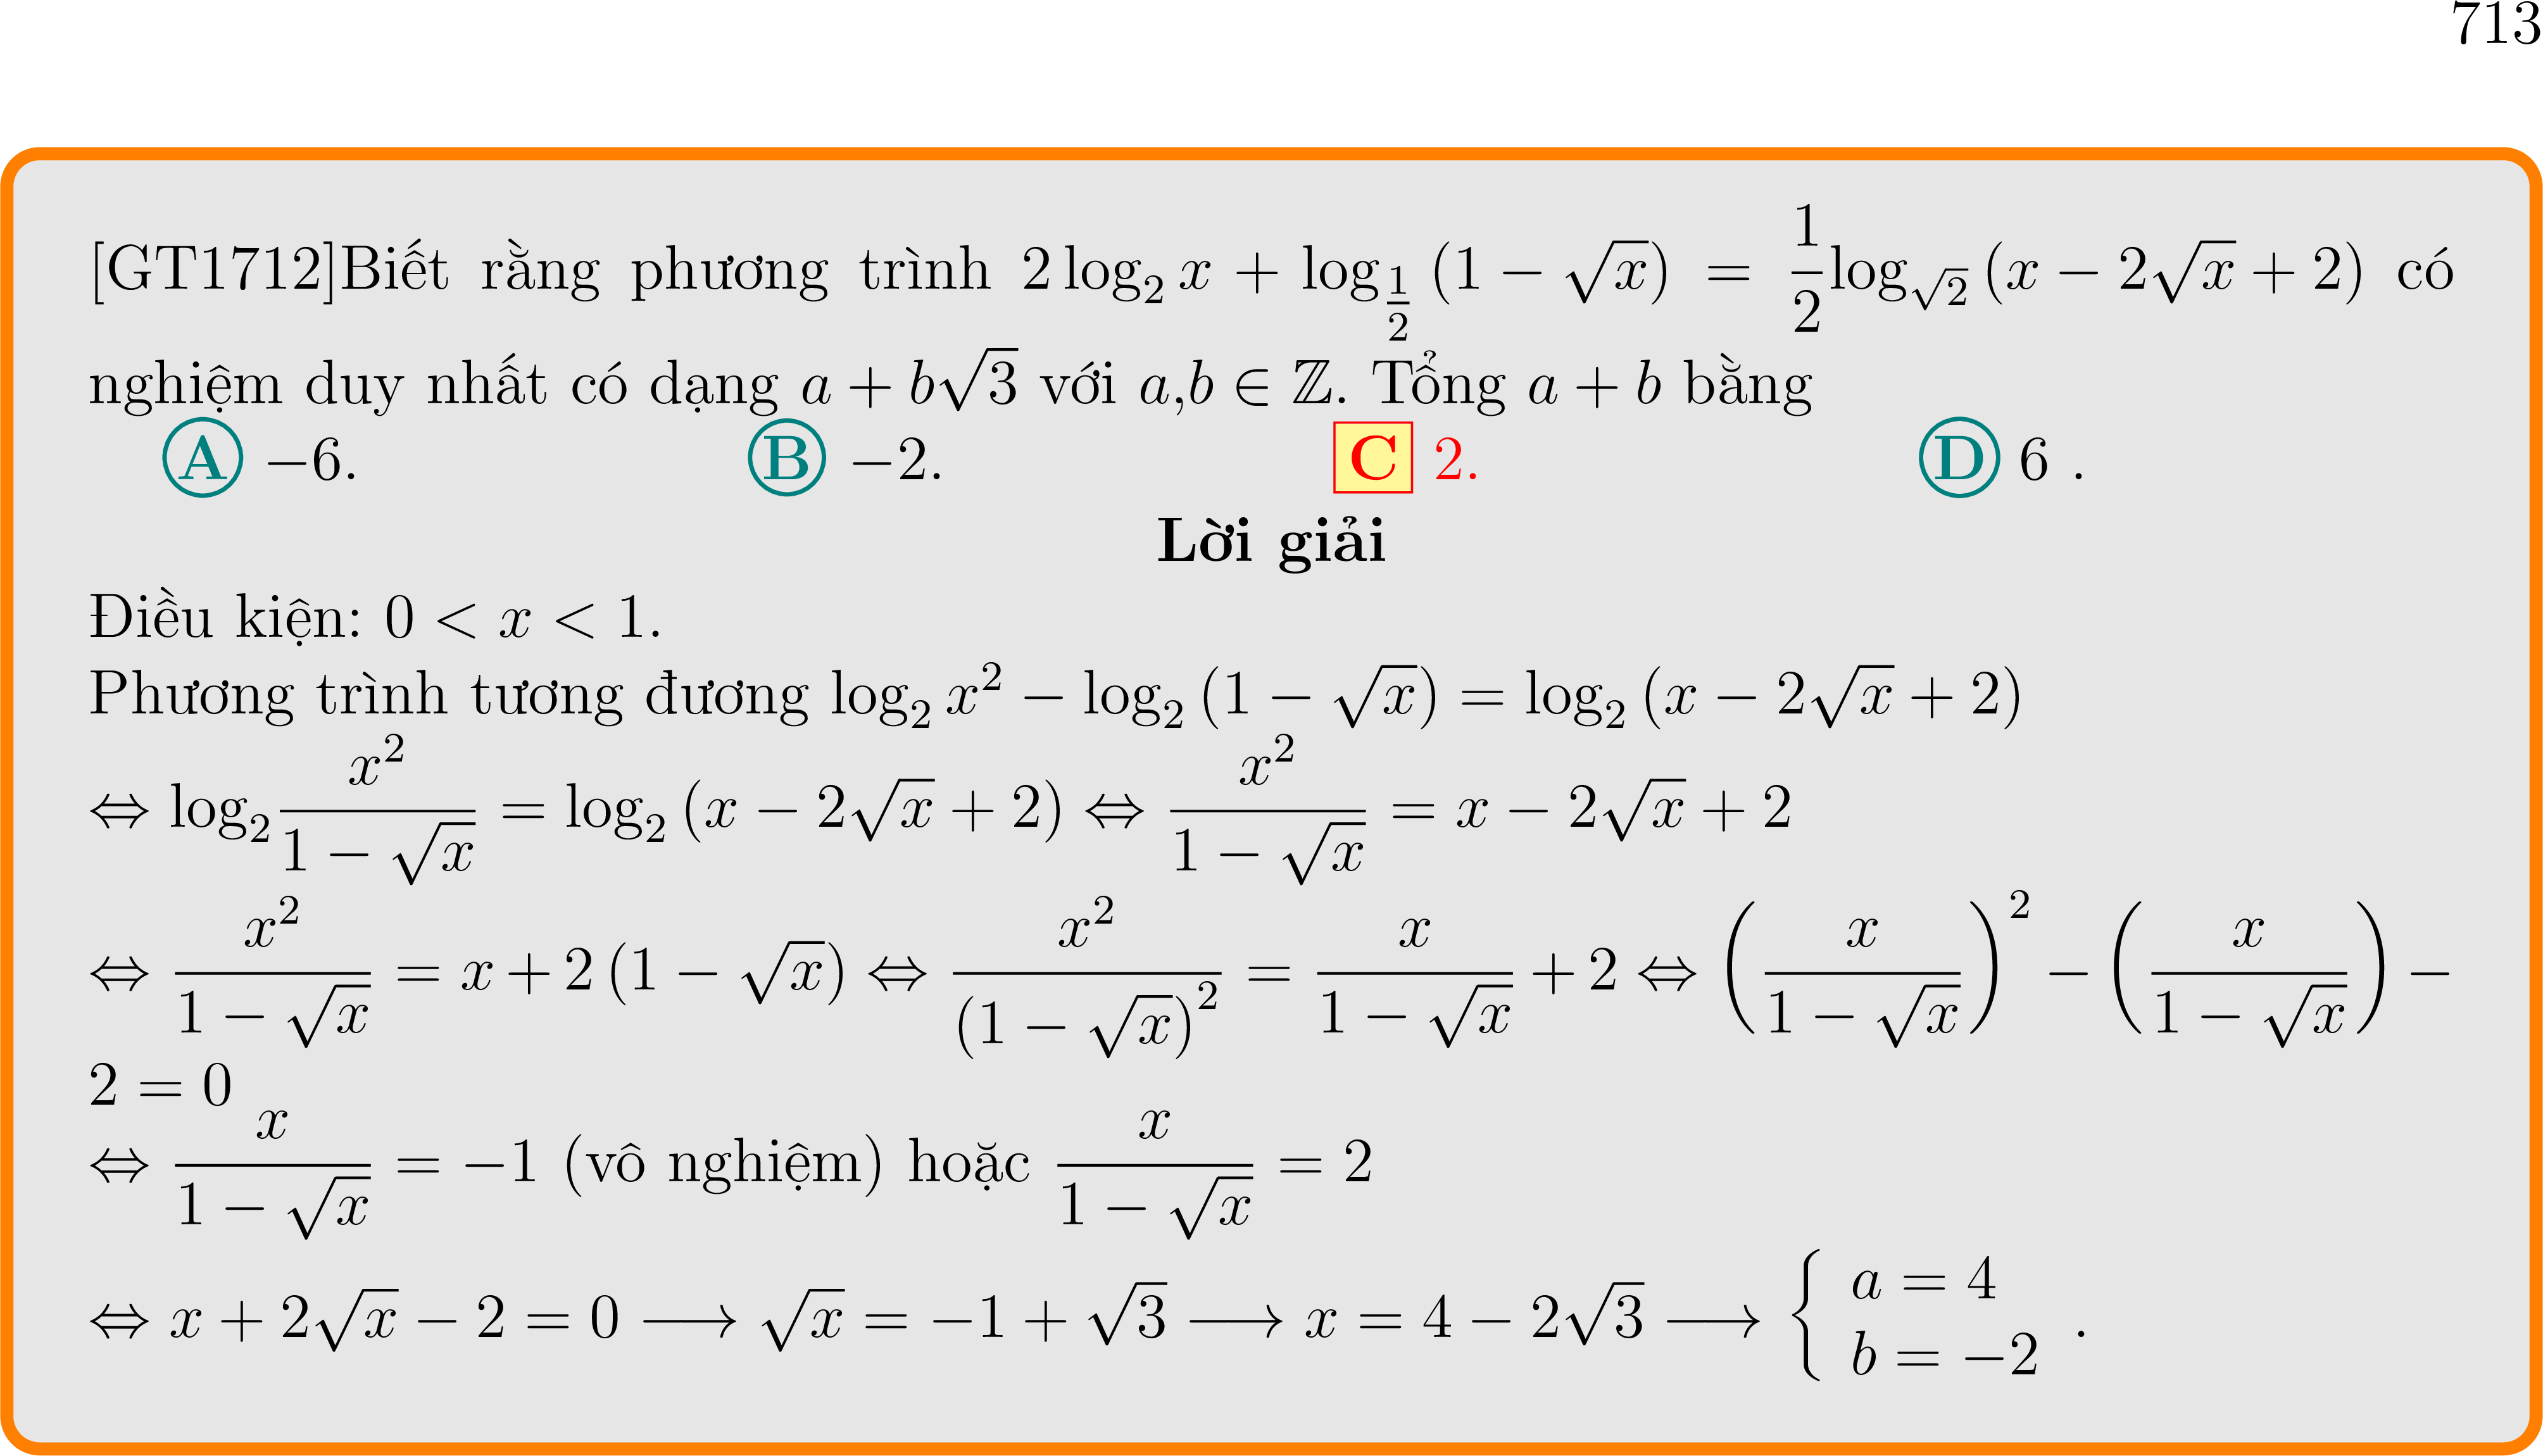 713
[GT1712]Biết rằng phương trình $2\log_2 x + \log_{\frac{1}{2}}(1-\sqrt{x}) = \frac{1}{2}\log_{\sqrt{2}}(x-2\sqrt{x}+2)$ có
nghiệm duy nhất có dạng $a+b\sqrt{3}$ với $a,b \in \mathbb{Z}$. Tổng $a+b$ bằng
A −6. B −2. C 2. D 6 .
Lời giải
Điều kiện: $0 < x < 1$.
Phương trình tương đương $\log_2 x^2 - \log_2(1-\sqrt{x}) = \log_2(x-2\sqrt{x}+2)$
$\Leftrightarrow \log_2 \frac{x^2}{1-\sqrt{x}} = \log_2(x-2\sqrt{x}+2) \Leftrightarrow \frac{x^2}{1-\sqrt{x}} = x-2\sqrt{x}+2$
$\Leftrightarrow \frac{x^2}{1-\sqrt{x}} = x+2(1-\sqrt{x}) \Leftrightarrow \frac{x^2}{(1-\sqrt{x})^2} = \frac{x}{1-\sqrt{x}}+2 \Leftrightarrow \left(\frac{x}{1-\sqrt{x}}\right)^2 - \left(\frac{x}{1-\sqrt{x}}\right) -$
$2 = 0$
$\Leftrightarrow \frac{x}{1-\sqrt{x}} = -1$ (vô nghiệm) hoặc $\frac{x}{1-\sqrt{x}} = 2$
$\Leftrightarrow x+2\sqrt{x}-2 = 0 \longrightarrow \sqrt{x} = -1+\sqrt{3} \longrightarrow x = 4-2\sqrt{3} \longrightarrow \begin{cases} a = 4 \\ b = -2 \end{cases}$.